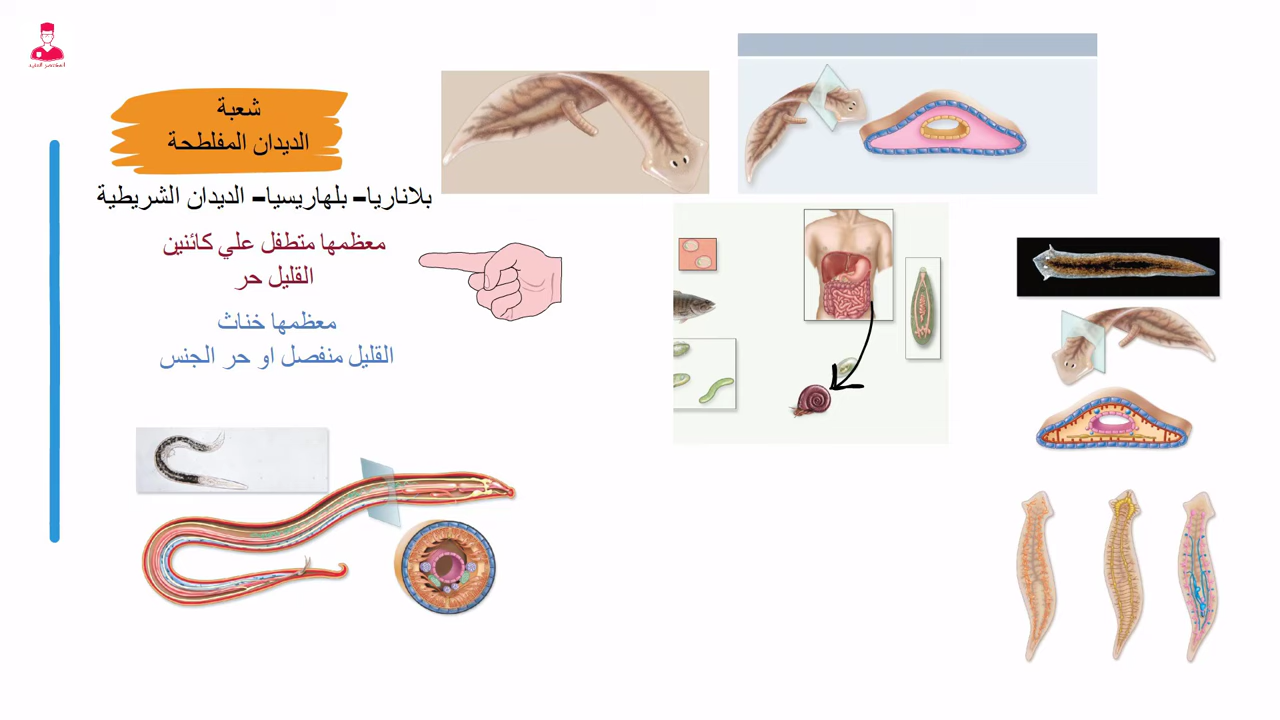 شعبة
الديدان المفلطحة
بلاناريا– بلهاريسيا– الديدان الشريطية
معظمها متطفل علي كائنين
القليل حر
معظمها خناث
القليل منفصل او حر الجنس